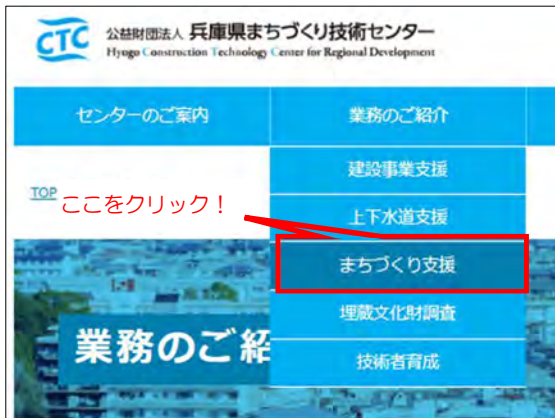 CTC 公益財団法人 兵庫県まちづくり技術センター
Hyogo Construction Technology Center for Regional Development
センターのご案内 業務のご紹介
建設事業支援
TOP
ここをクリック！
上下水道支援
まちづくり支援
埋蔵文化財調査
業務のご紹
技術者育成